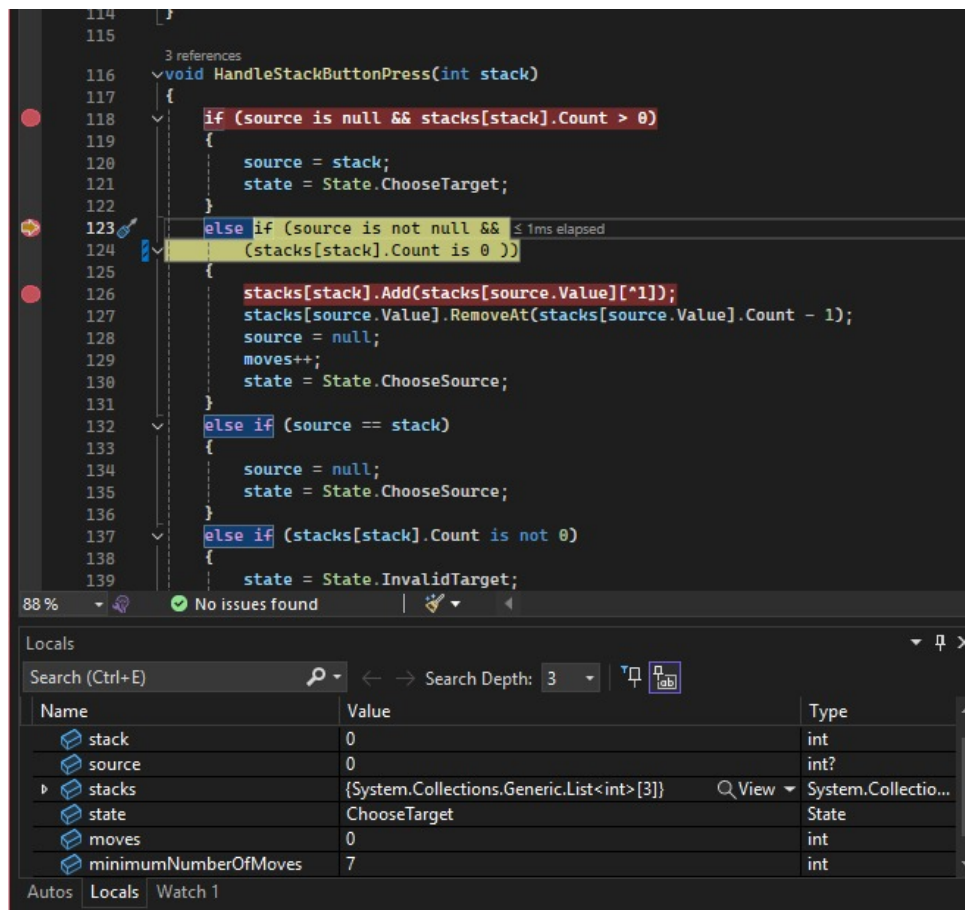 114 }
115
3 references
116 void HandleStackButtonPress(int stack)
117 {
118 if (source is null && stacks[stack].Count > 0)
119 {
120 source = stack;
121 state = State.ChooseTarget;
122 }
123 else if (source is not null && ≤ 1ms elapsed
124 (stacks[stack].Count is 0 ))
125 {
126 stacks[stack].Add(stacks[source.Value][^1]);
127 stacks[source.Value].RemoveAt(stacks[source.Value].Count - 1);
128 source = null;
129 moves++;
130 state = State.ChooseSource;
131 }
132 else if (source == stack)
133 {
134 source = null;
135 state = State.ChooseSource;
136 }
137 else if (stacks[stack].Count is not 0)
138 {
139 state = State.InvalidTarget;
88 % No issues found
Locals
Search (Ctrl+E) Search Depth: 3
Name Value Type
stack 0 int
source 0 int?
stacks {System.Collections.Generic.List<int>[3]} View System.Collectio...
state ChooseTarget State
moves 0 int
minimumNumberOfMoves 7 int
Autos Locals Watch 1